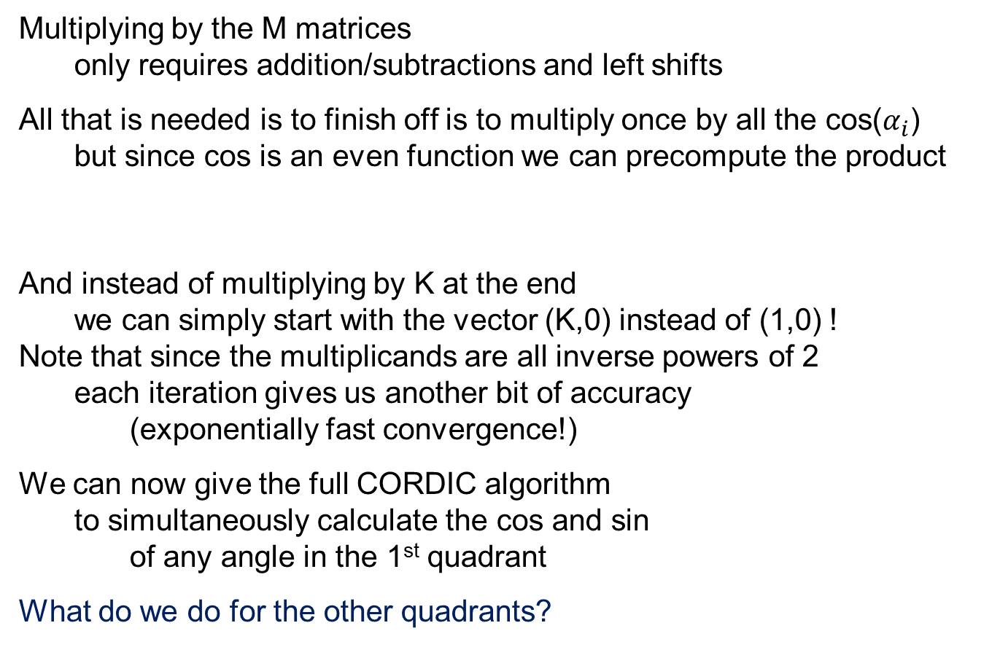 Multiplying by the M matrices
only requires addition/subtractions and left shifts
All that is needed is to finish off is to multiply once by all the cos(𝛼ᵢ)
but since cos is an even function we can precompute the product
And instead of multiplying by K at the end
we can simply start with the vector (K,0) instead of (1,0) !
Note that since the multiplicands are all inverse powers of 2
each iteration gives us another bit of accuracy
(exponentially fast convergence!)
We can now give the full CORDIC algorithm
to simultaneously calculate the cos and sin
of any angle in the 1st quadrant
What do we do for the other quadrants?